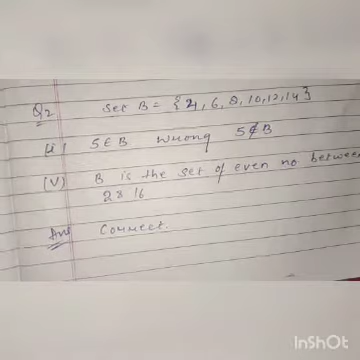 Q2 Set B = {4, 6, 8, 10, 12, 14}
(i) 5 ∈ B Wrong 5 ∉ B
(V) B is the set of even no between
2 & 16
Ans Correct.
InShOt